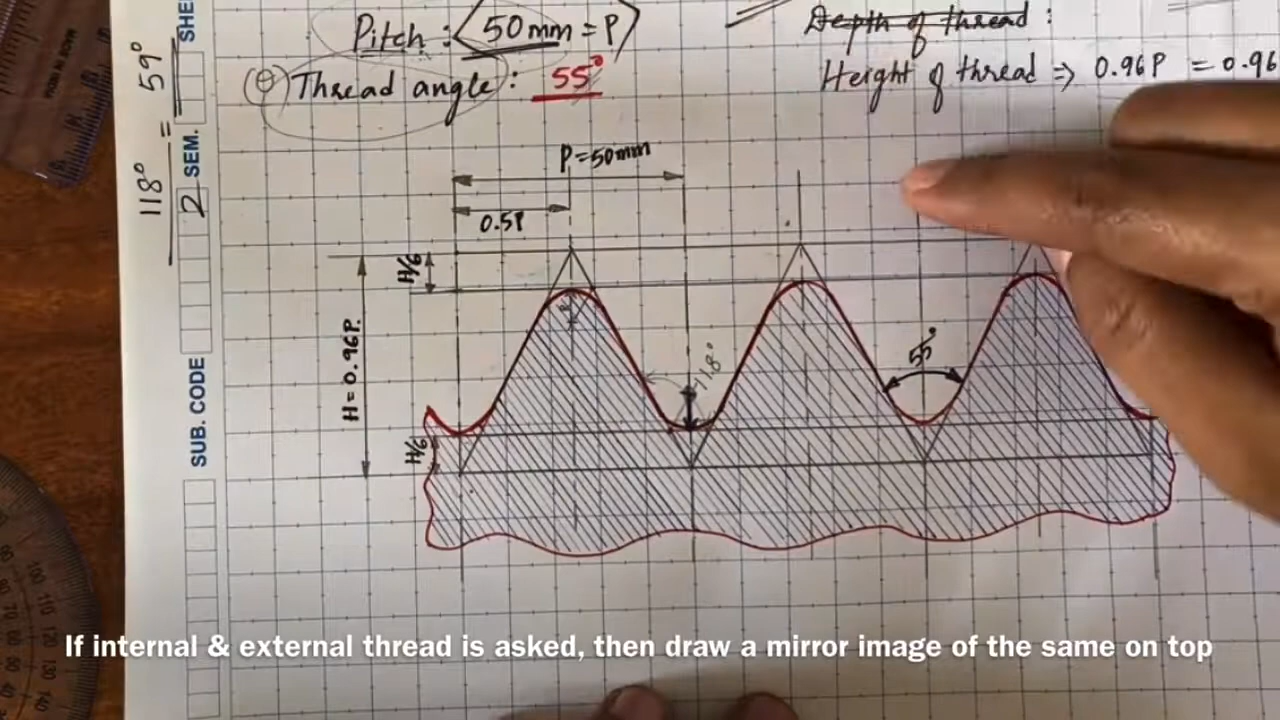 Pitch : 50mm = P
(θ) Thread angle : 55°
Depth of thread :
Height of thread ⇒ 0.96P = 0.96
118° = 59°
2
SEM.
SUB. CODE
P=50mm
0.5P
H/6
H = 0.96P.
H/6
118°
55°
If internal & external thread is asked, then draw a mirror image of the same on top